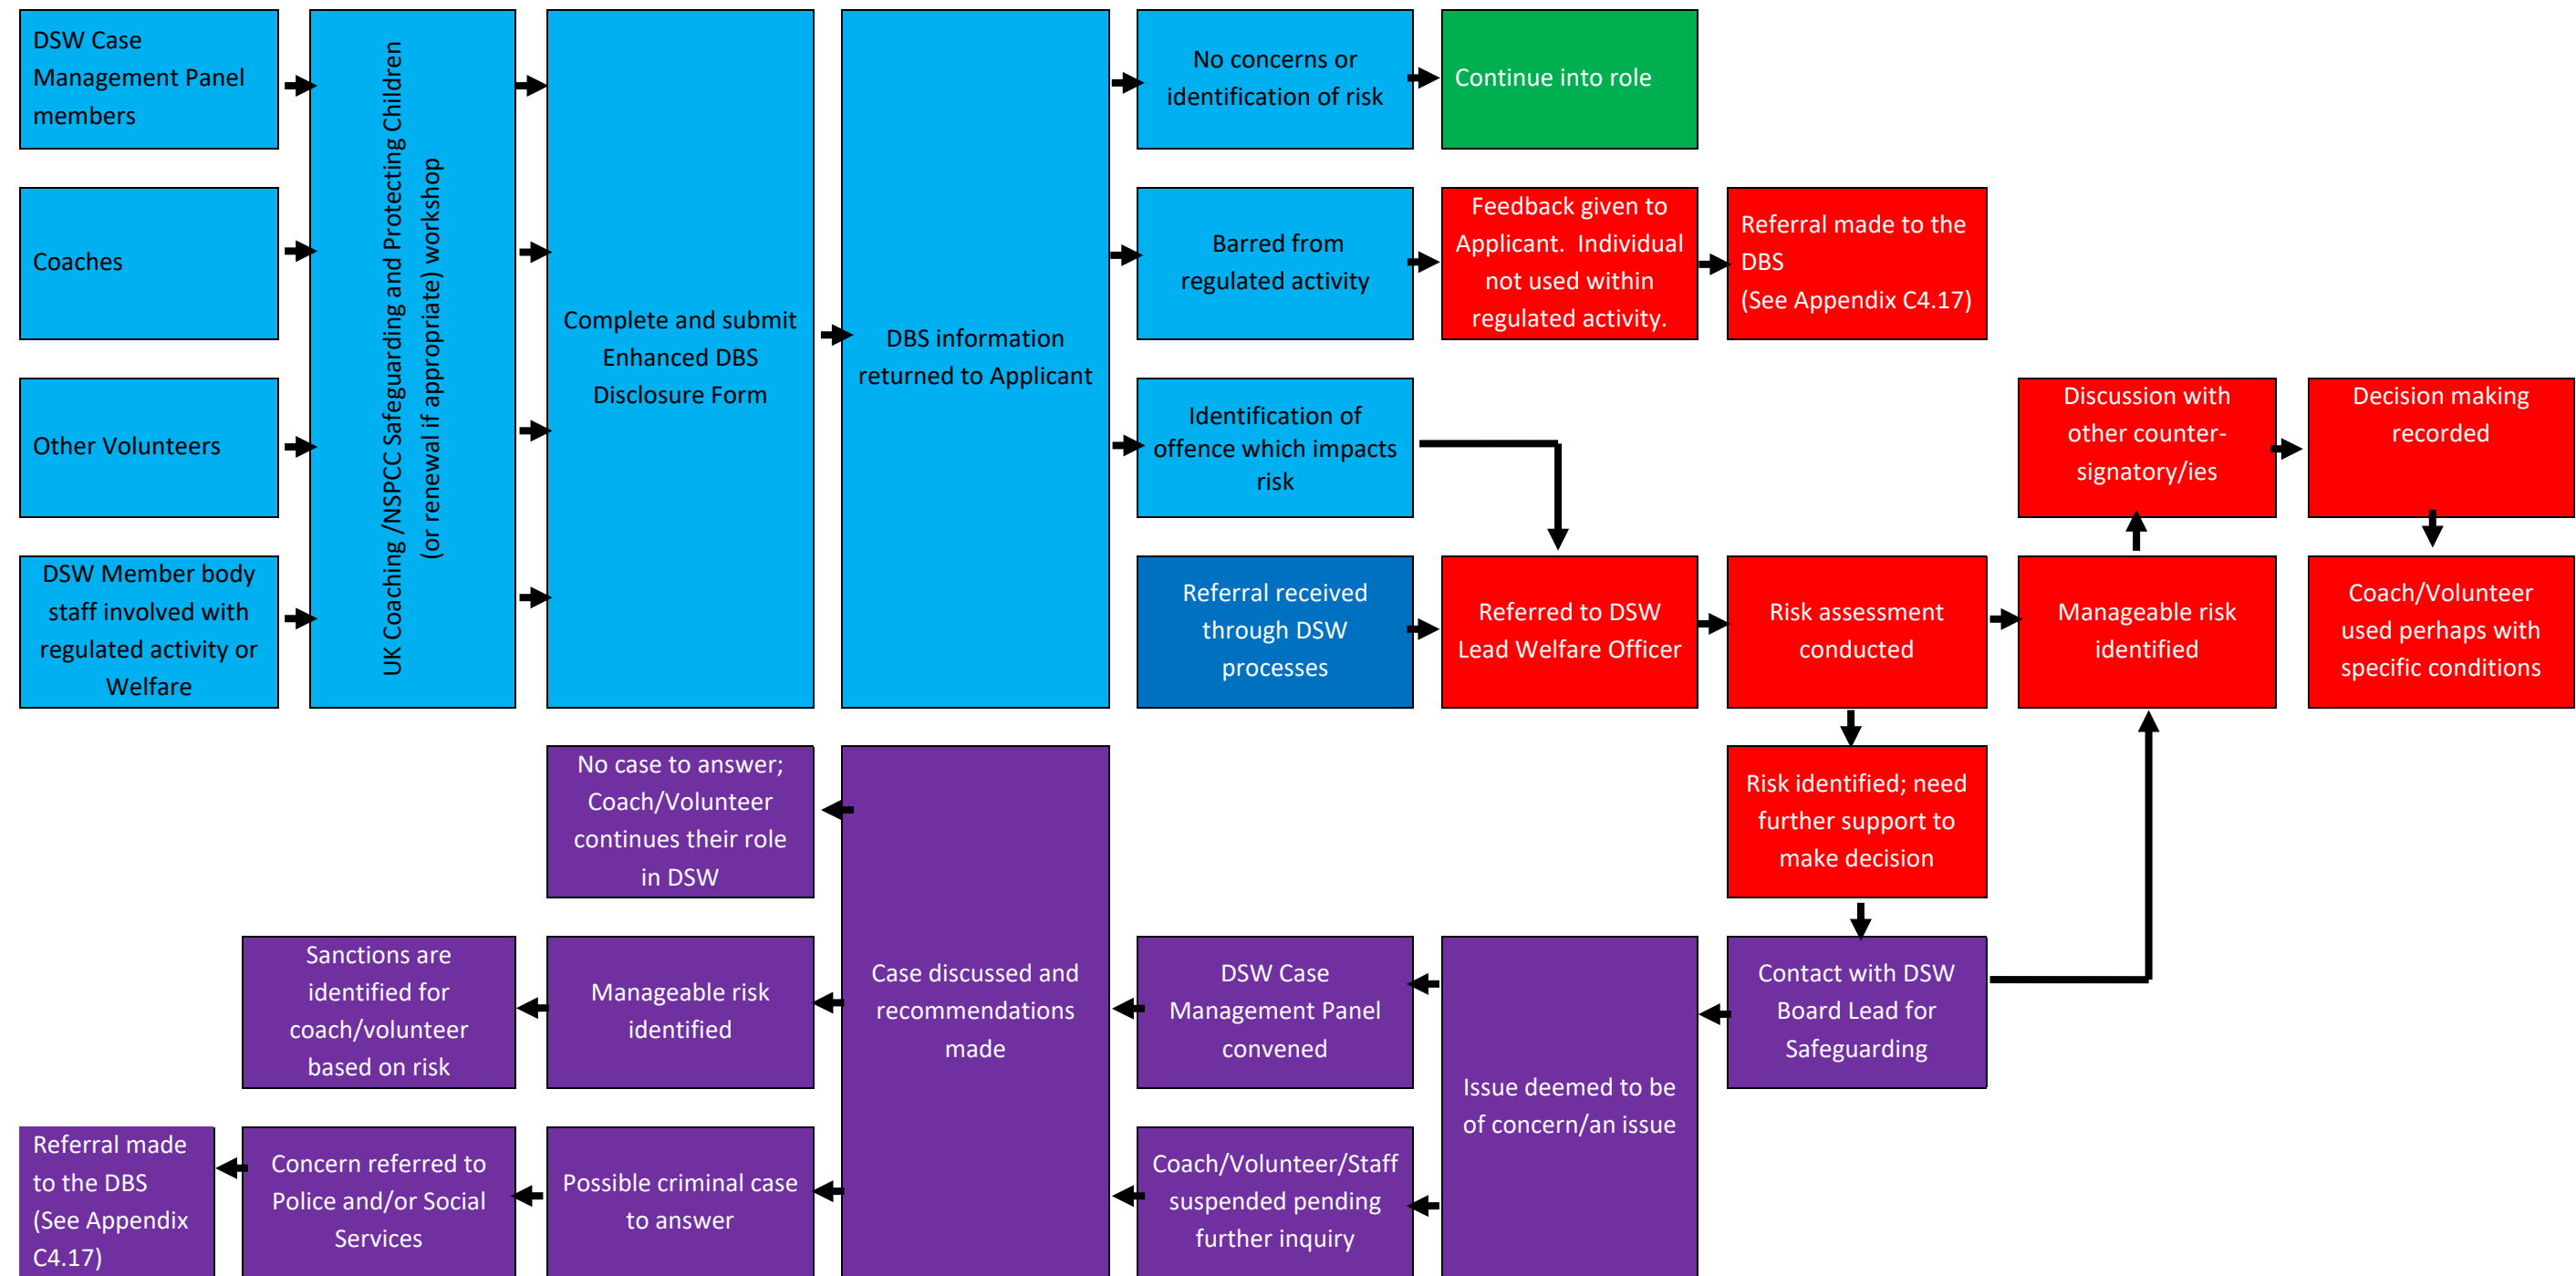 DSW Case
Management Panel
members
Coaches
Other Volunteers
DSW Member body
staff involved with
regulated activity or
Welfare
UK Coaching /NSPCC Safeguarding and Protecting Children
(or renewal if appropriate) workshop
Complete and submit
Enhanced DBS
Disclosure Form
DBS information
returned to Applicant
No concerns or
identification of risk
Continue into role
Barred from
regulated activity
Feedback given to
Applicant.  Individual
not used within
regulated activity.
Referral made to the
DBS
(See Appendix C4.17)
Identification of
offence which impacts
risk
Discussion with
other counter-
signatory/ies
Decision making
recorded
Referral received
through DSW
processes
Referred to DSW
Lead Welfare Officer
Risk assessment
conducted
Manageable risk
identified
Coach/Volunteer
used perhaps with
specific conditions
Risk identified; need
further support to
make decision
Contact with DSW
Board Lead for
Safeguarding
Issue deemed to be
of concern/an issue
DSW Case
Management Panel
convened
Coach/Volunteer/Staff
suspended pending
further inquiry
Case discussed and
recommendations
made
No case to answer;
Coach/Volunteer
continues their role
in DSW
Manageable risk
identified
Sanctions are
identified for
coach/volunteer
based on risk
Possible criminal case
to answer
Concern referred to
Police and/or Social
Services
Referral made
to the DBS
(See Appendix
C4.17)